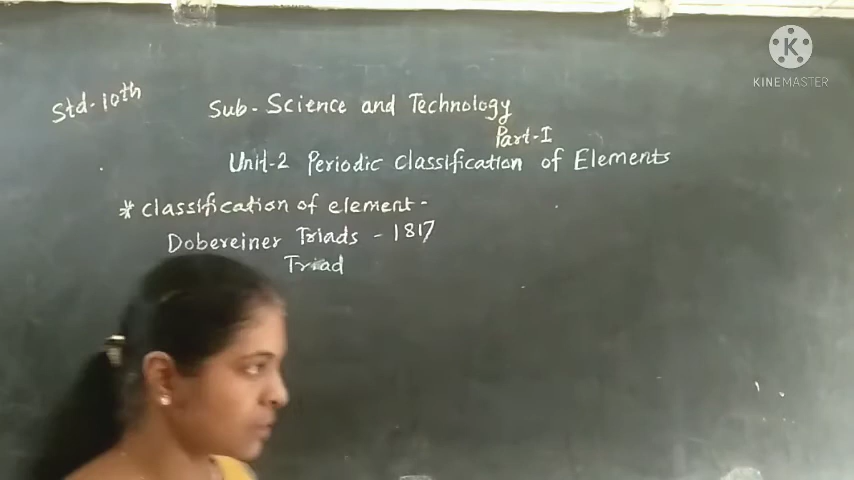 Std-10th
Sub-Science and Technology
Part-I
Unit-2 Periodic classification of Elements
* classification of element-
Dobereiner Triads - 1817
Triad
K
KINEMASTER